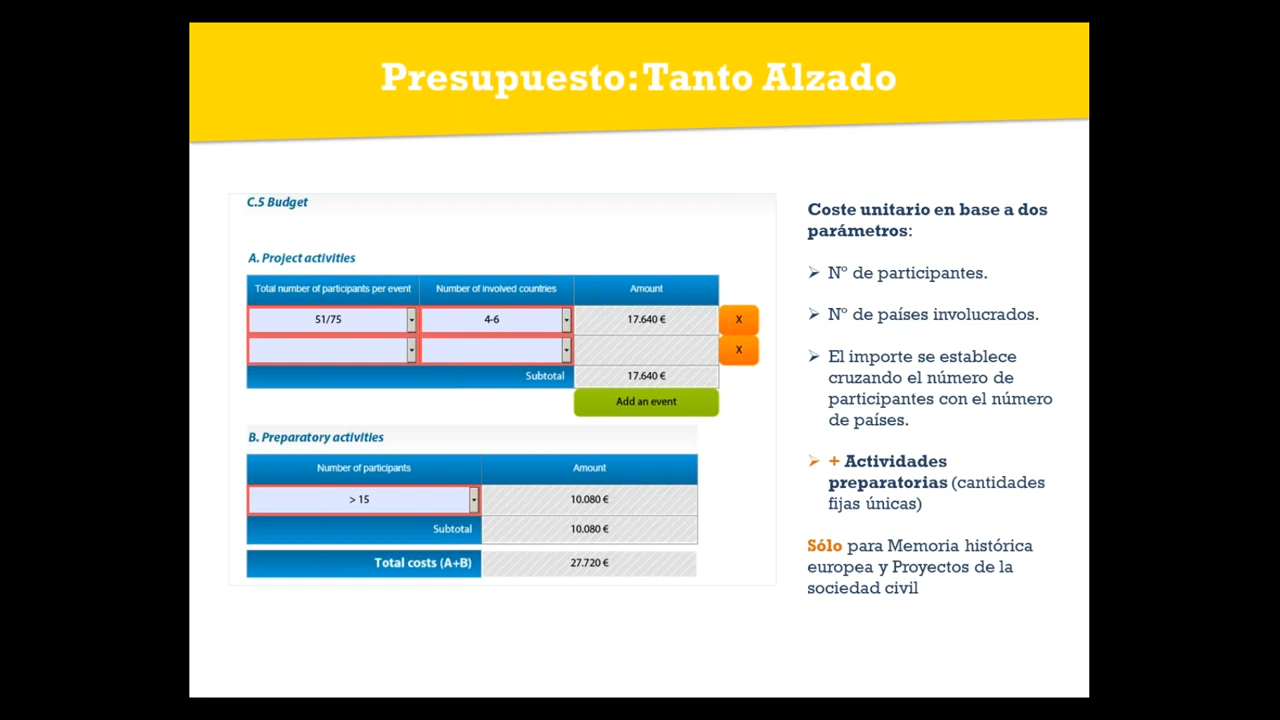 Presupuesto: Tanto Alzado
C.5 Budget
A. Project activities
Total number of participants per event Number of involved countries Amount
51/75 4-6 17.640 € X
X
Subtotal 17.640 €
Add an event
B. Preparatory activities
Number of participants Amount
> 15 10.080 €
Subtotal 10.080 €
Total costs (A+B) 27.720 €
Coste unitario en base a dos
parámetros:
➢ Nº de participantes.
➢ Nº de países involucrados.
➢ El importe se establece
cruzando el número de
participantes con el número
de países.
➢ + Actividades
preparatorias (cantidades
fijas únicas)
Sólo para Memoria histórica
europea y Proyectos de la
sociedad civil